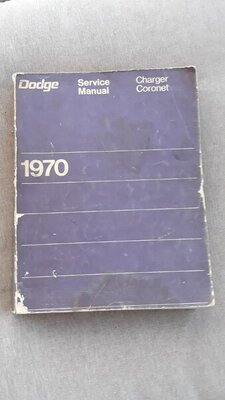 Dodge
Service
Manual
Charger
Coronet
1970